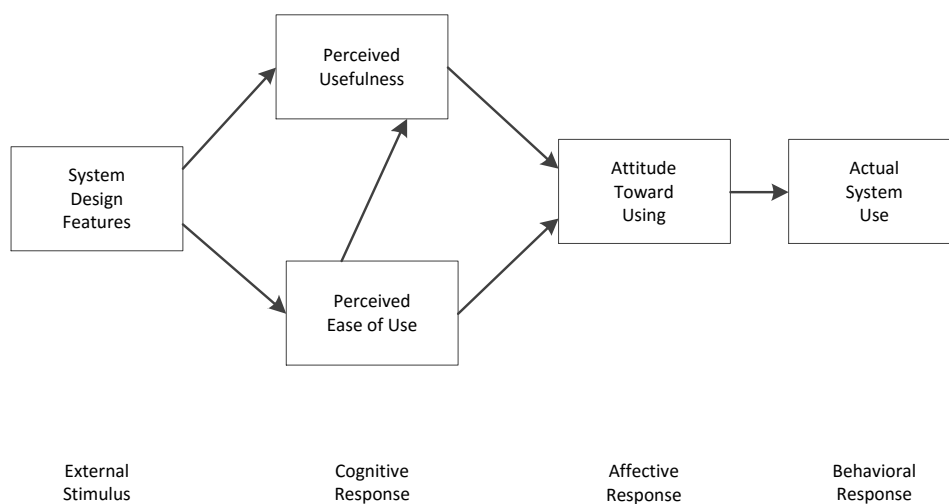 Perceived
Usefulness
System
Design
Features
Attitude
Toward
Using
Actual
System
Use
Perceived
Ease of Use
External
Stimulus
Cognitive
Response
Affective
Response
Behavioral
Response